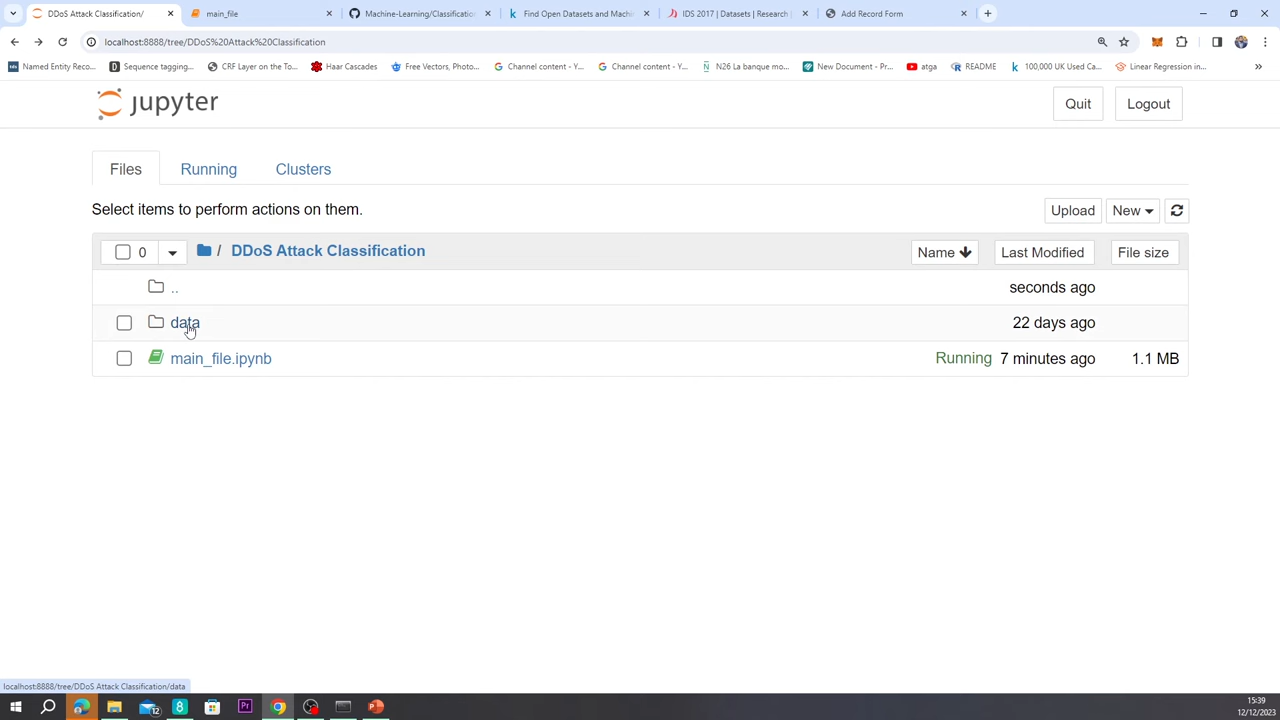 DDoS Attack Classification/
main_file
Machine-Learning/Classification
Find Open Datasets and Machin
IDS 2017 | Datasets | Research |
Add Record Form
localhost:8888/tree/DDoS%20Attack%20Classification
Named Entity Reco...
Sequence tagging...
CRF Layer on the To...
Haar Cascades
Free Vectors, Photo...
Channel content - Y...
Channel content - Y...
N26 La banque mo...
New Document - Pr...
atga
README
100,000 UK Used Ca...
Linear Regression in...
»
jupyter
Quit
Logout
Files
Running
Clusters
Select items to perform actions on them.
Upload
New
0
/ DDoS Attack Classification
Name
Last Modified
File size
..
seconds ago
data
22 days ago
main_file.ipynb
Running 7 minutes ago
1.1 MB
localhost:8888/tree/DDoS Attack Classification/data
12
8
Pr
15:39
12/12/2023